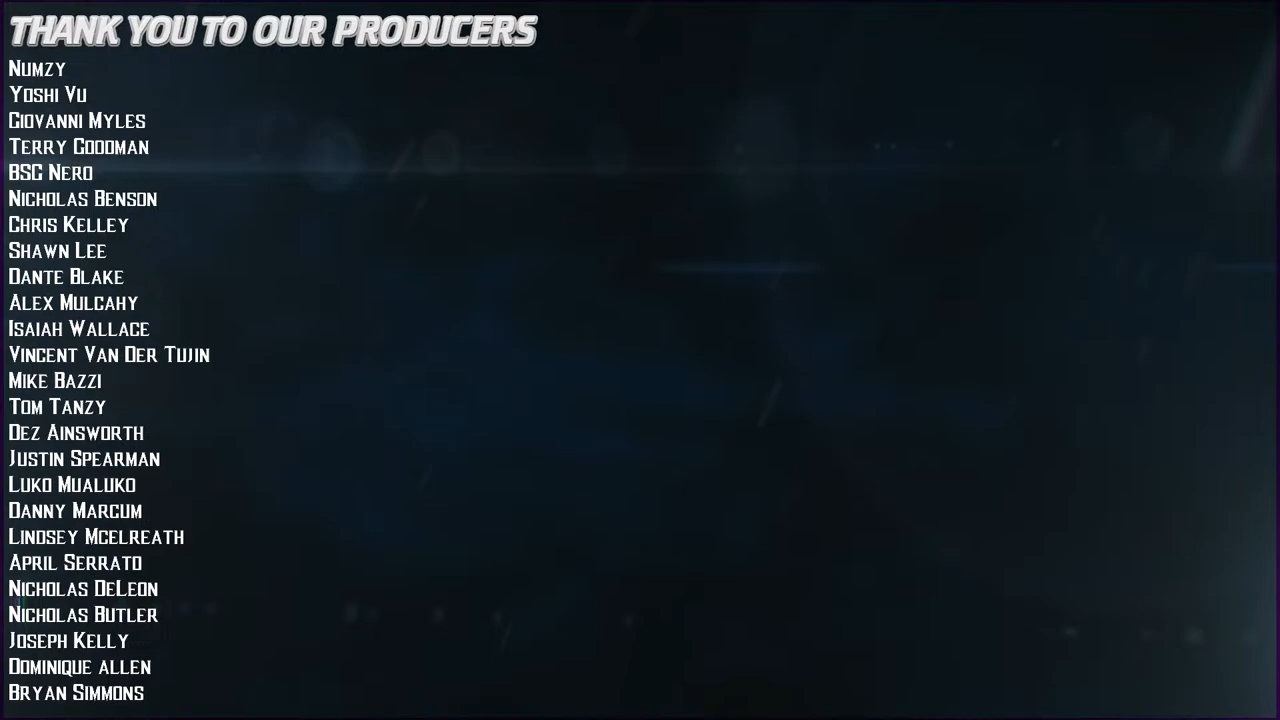 THANK YOU TO OUR PRODUCERS
NUMZY
YOSHI VU
GIOVANNI MYLES
TERRY GOODMAN
BSG NERO
NICHOLAS BENSON
CHRIS KELLEY
SHAWN LEE
DANTE BLAKE
ALEX MULCAHY
ISAIAH WALLACE
VINCENT VAN DER TUJIN
MIKE BAZZI
TOM TANZY
DEZ AINSWORTH
JUSTIN SPEARMAN
LUKO MUALUKO
DANNY MARCUM
LINDSEY MCELREATH
APRIL SERRATO
NICHOLAS DELEON
NICHOLAS BUTLER
JOSEPH KELLY
DOMINIQUE ALLEN
BRYAN SIMMONS